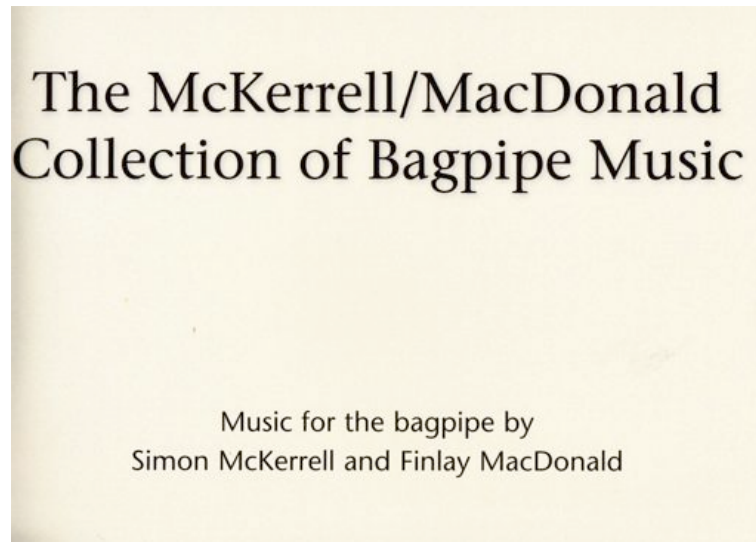 The McKerrell/MacDonald
Collection of Bagpipe Music
Music for the bagpipe by
Simon McKerrell and Finlay MacDonald